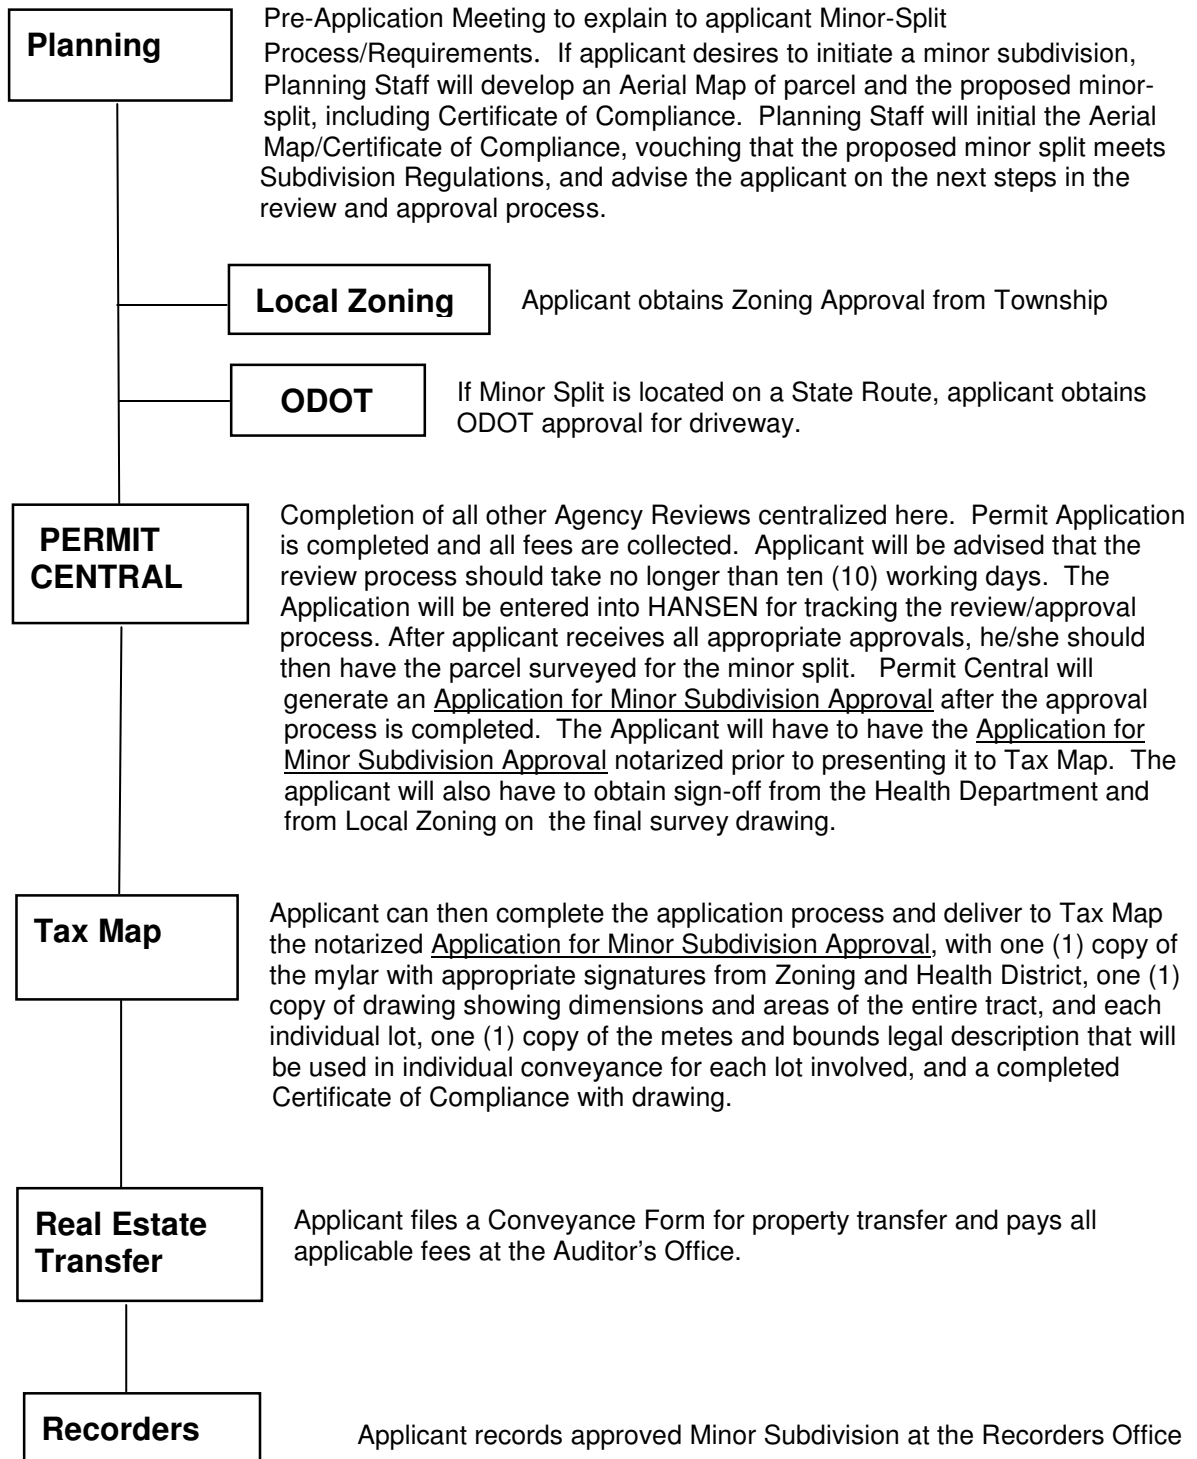 Planning
Pre-Application Meeting to explain to applicant Minor-Split
Process/Requirements.  If applicant desires to initiate a minor subdivision,
Planning Staff will develop an Aerial Map of parcel and the proposed minor-
split, including Certificate of Compliance.  Planning Staff will initial the Aerial
Map/Certificate of Compliance, vouching that the proposed minor split meets
Subdivision Regulations, and advise the applicant on the next steps in the
review and approval process.
Local Zoning
Applicant obtains Zoning Approval from Township
ODOT
If Minor Split is located on a State Route, applicant obtains
ODOT approval for driveway.
PERMIT
CENTRAL
Completion of all other Agency Reviews centralized here.  Permit Application
is completed and all fees are collected.  Applicant will be advised that the
review process should take no longer than ten (10) working days.  The
Application will be entered into HANSEN for tracking the review/approval
process. After applicant receives all appropriate approvals, he/she should
then have the parcel surveyed for the minor split.   Permit Central will
generate an Application for Minor Subdivision Approval after the approval
process is completed.  The Applicant will have to have the Application for
Minor Subdivision Approval notarized prior to presenting it to Tax Map.  The
applicant will also have to obtain sign-off from the Health Department and
from Local Zoning on  the final survey drawing.
Tax Map
Applicant can then complete the application process and deliver to Tax Map
the notarized Application for Minor Subdivision Approval, with one (1) copy of
the mylar with appropriate signatures from Zoning and Health District, one (1)
copy of drawing showing dimensions and areas of the entire tract, and each
individual lot, one (1) copy of the metes and bounds legal description that will
be used in individual conveyance for each lot involved, and a completed
Certificate of Compliance with drawing.
Real Estate
Transfer
Applicant files a Conveyance Form for property transfer and pays all
applicable fees at the Auditor's Office.
Recorders
Applicant records approved Minor Subdivision at the Recorders Office